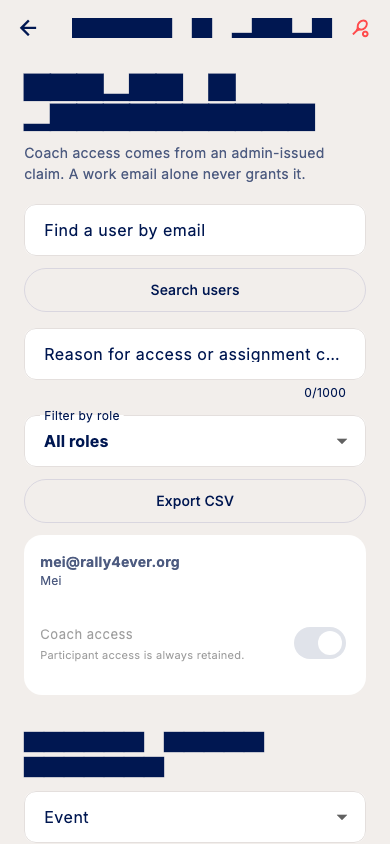 Coach access comes from an admin-issued
claim. A work email alone never grants it.
Find a user by email
Search users
Reason for access or assignment c...
0/1000
Filter by role
All roles
Export CSV
mei@rally4ever.org
Mei
Coach access
Participant access is always retained.
Event